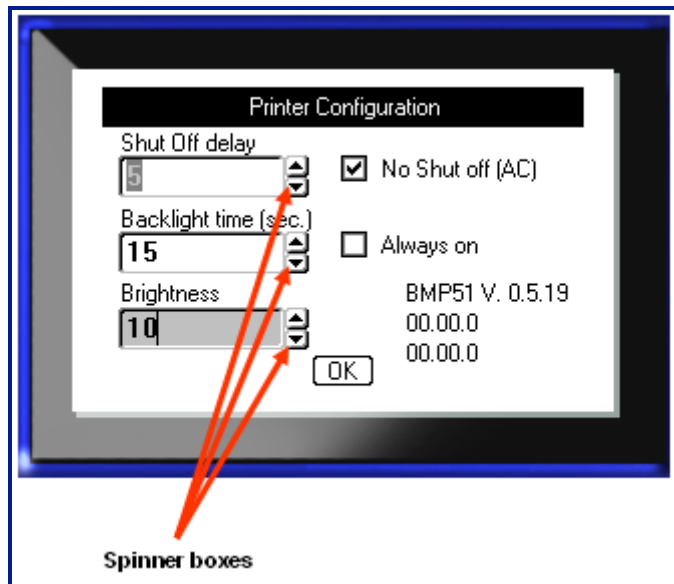 Printer Configuration
Shut Off delay
5
No Shut off (AC)
Backlight time (sec.)
15
Always on
Brightness
10
BMP51 V. 0.5.19
00.00.0
00.00.0
OK
Spinner boxes